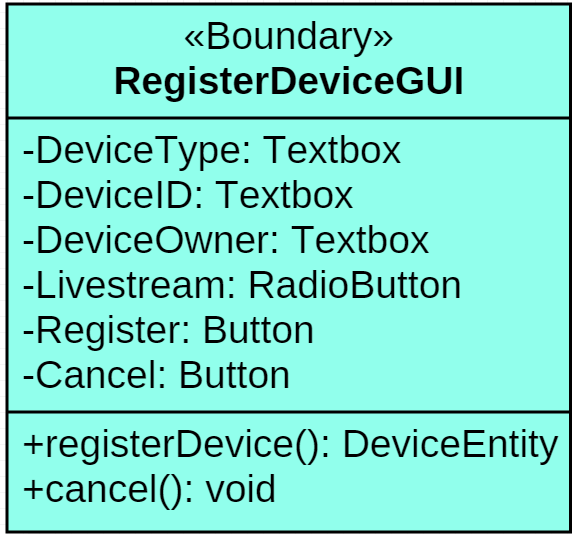 «Boundary»
RegisterDeviceGUI
-DeviceType: Textbox
-DeviceID: Textbox
-DeviceOwner: Textbox
-Livestream: RadioButton
-Register: Button
-Cancel: Button
+registerDevice(): DeviceEntity
+cancel(): void